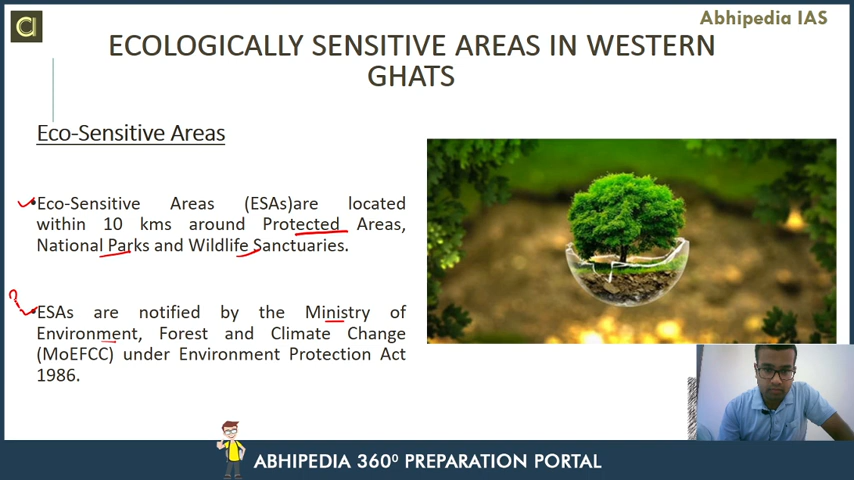 Abhipedia IAS
ECOLOGICALLY SENSITIVE AREAS IN WESTERN
GHATS
Eco-Sensitive Areas
Eco-Sensitive Areas (ESAs)are located
within 10 kms around Protected Areas,
National Parks and Wildlife Sanctuaries.
ESAs are notified by the Ministry of
Environment, Forest and Climate Change
(MoEFCC) under Environment Protection Act
1986.
ABHIPEDIA 360⁰ PREPARATION PORTAL